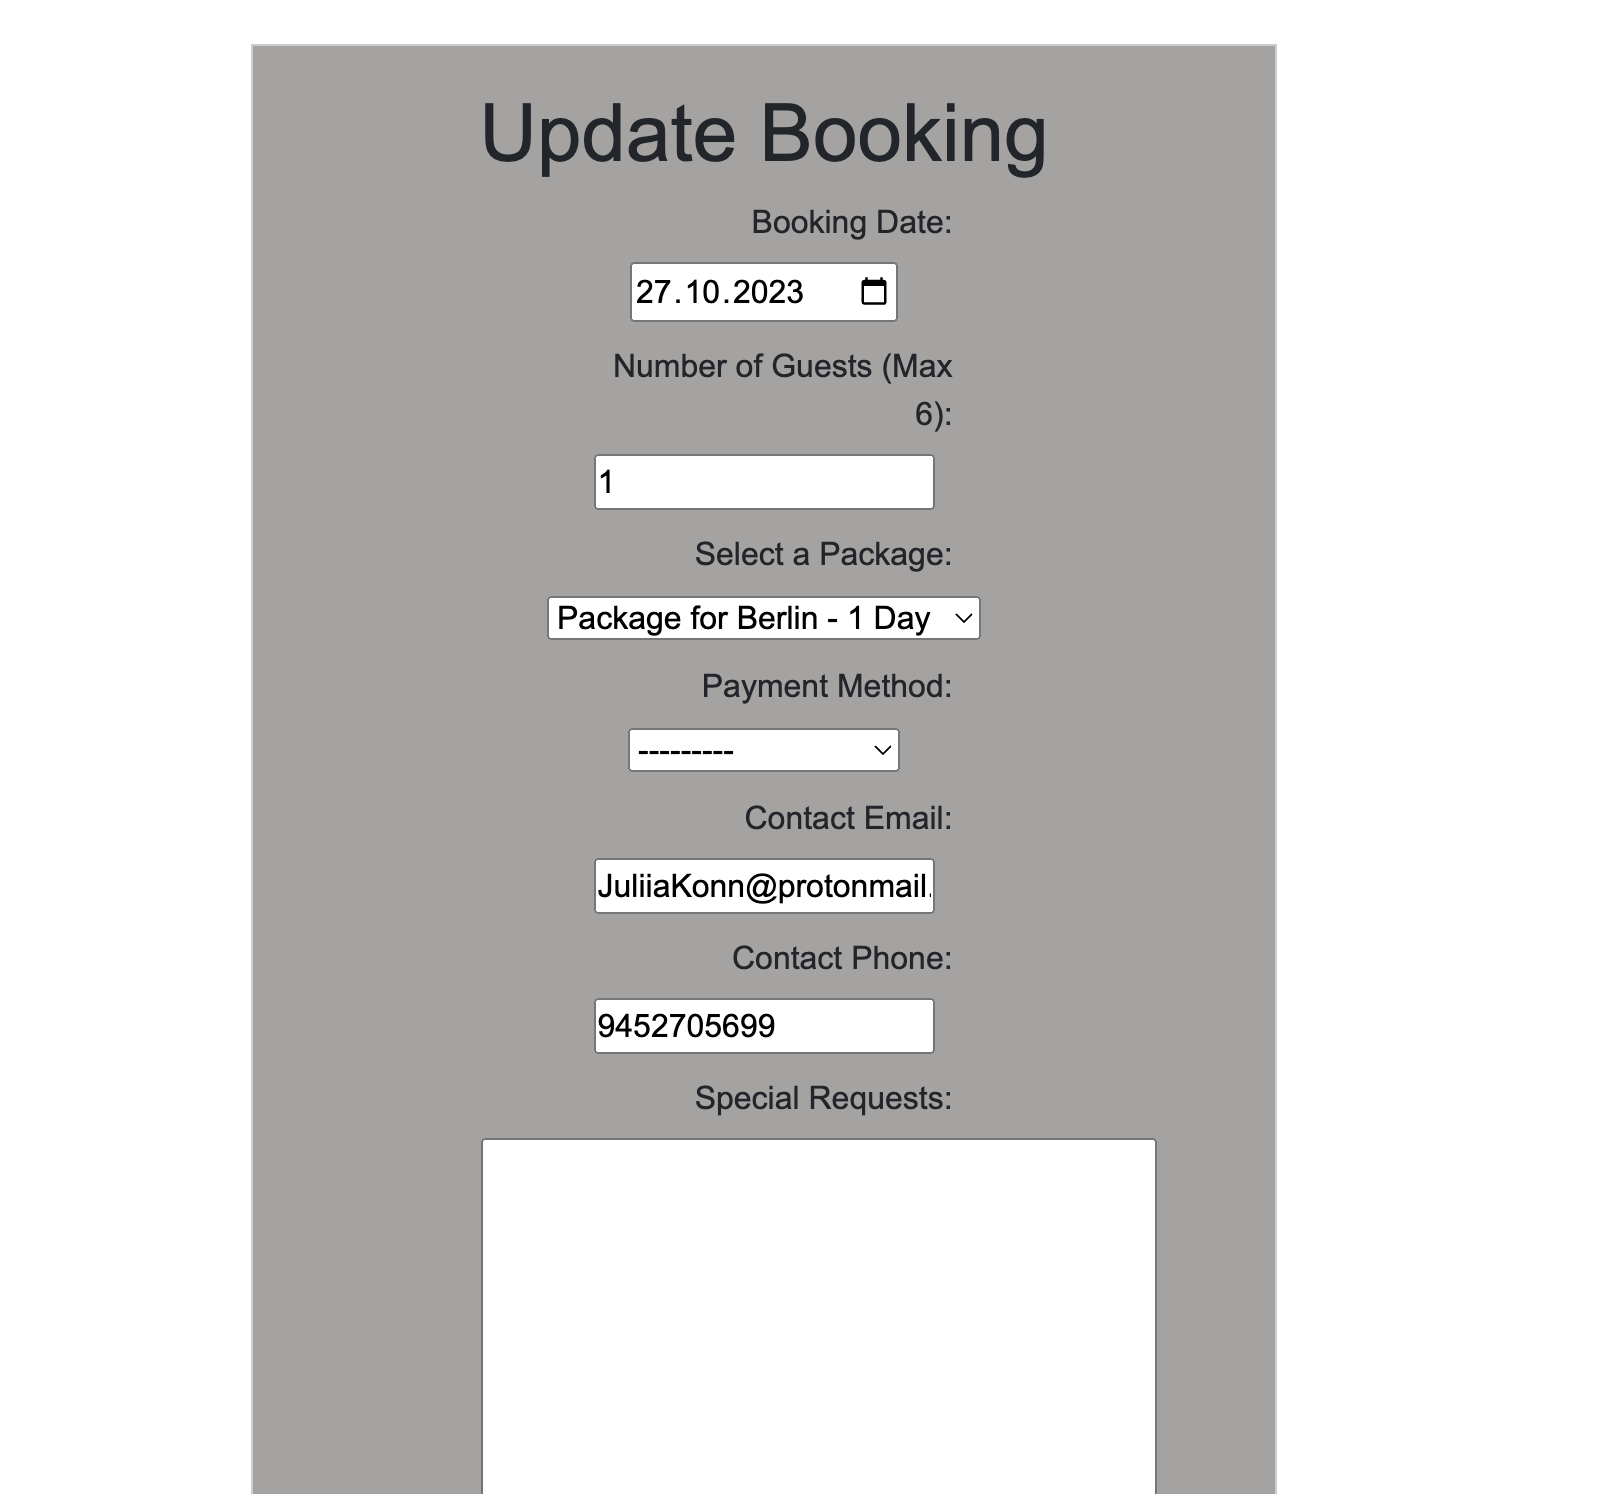 Update Booking
Booking Date:
27.10.2023
Number of Guests (Max
6):
1
Select a Package:
Package for Berlin - 1 Day
Payment Method:
---------
Contact Email:
JuliiaKonn@protonmail.
Contact Phone:
9452705699
Special Requests: